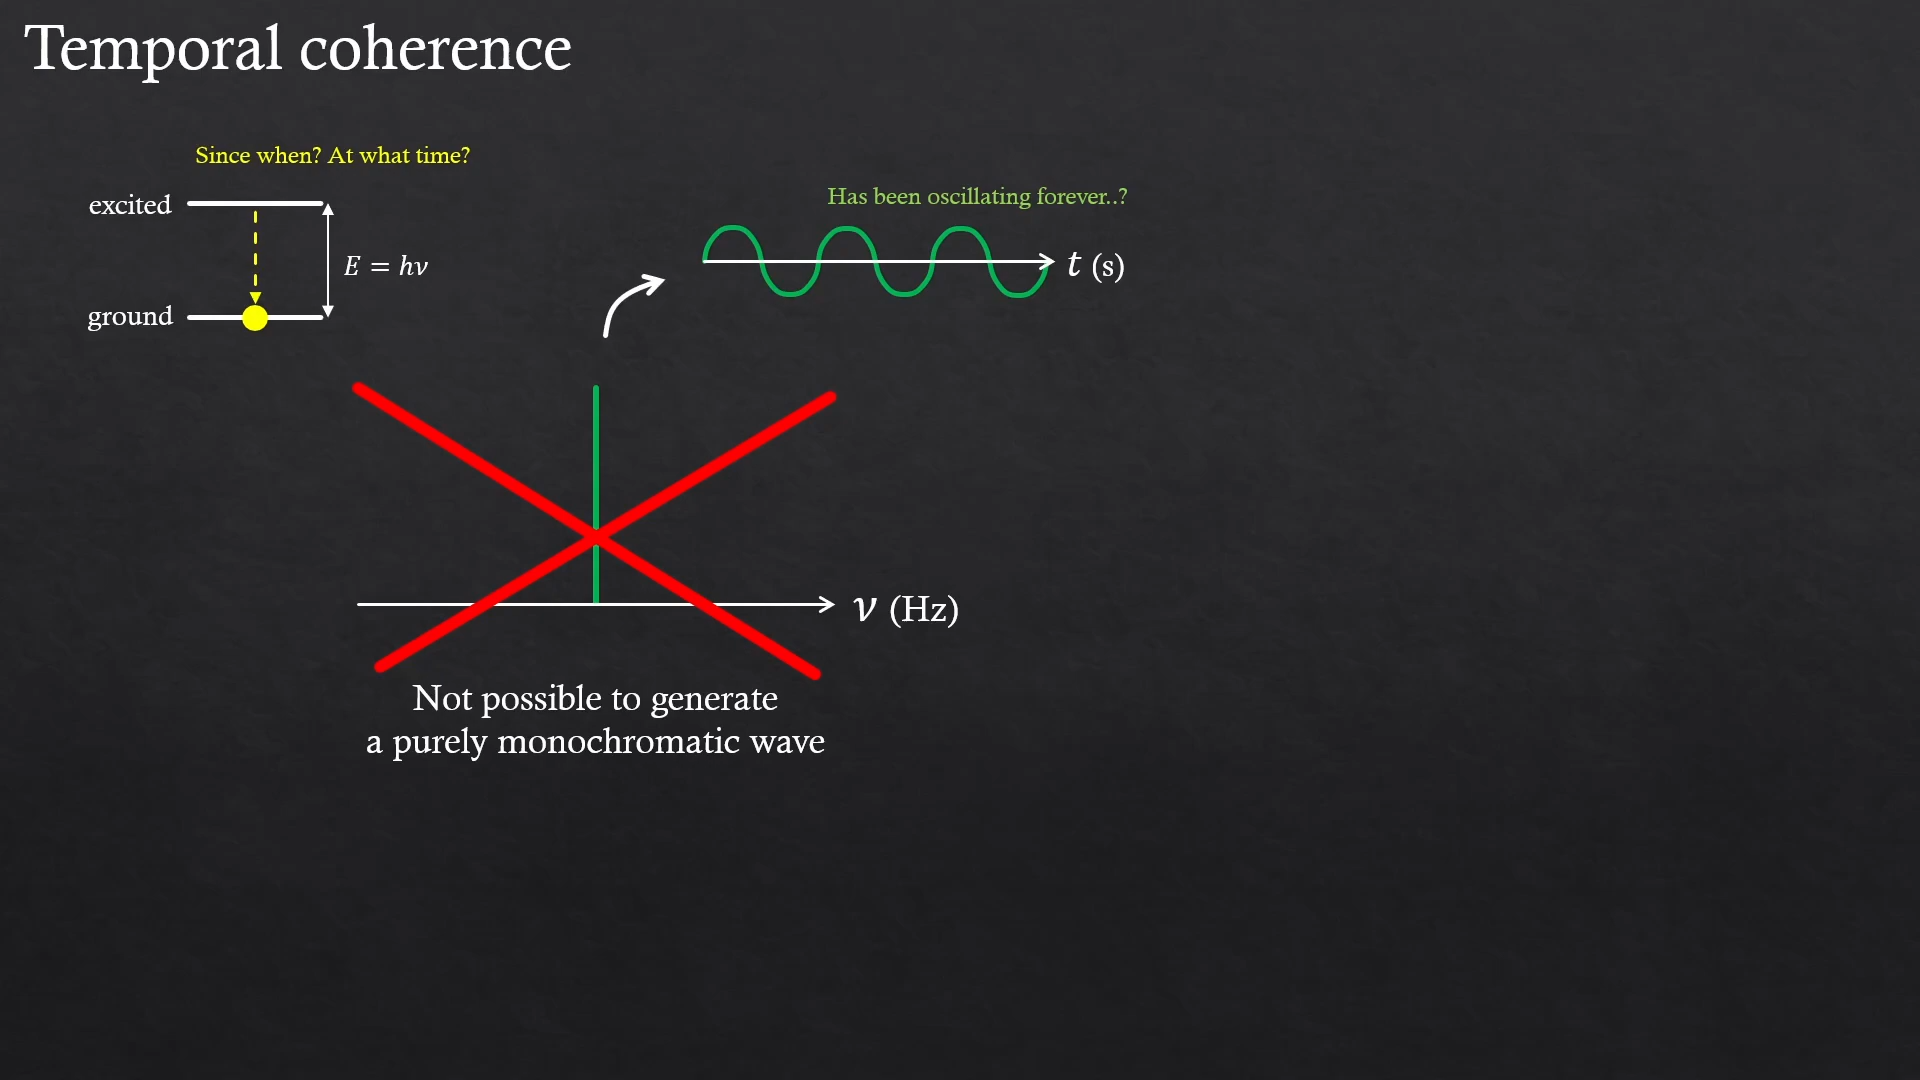 Temporal coherence
Since when? At what time?
excited
E = hν
ground
Has been oscillating forever..?
t (s)
ν (Hz)
Not possible to generate
a purely monochromatic wave